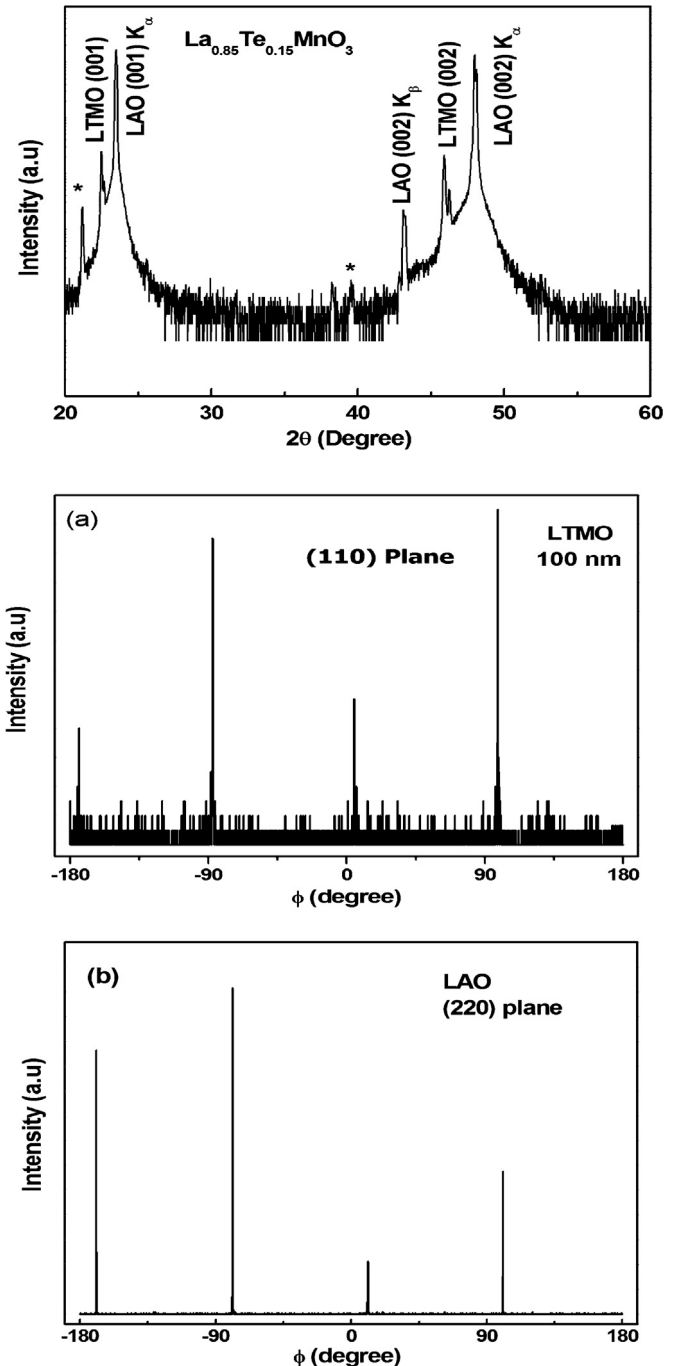 La₀.₈₅Te₀.₁₅MnO₃
LTMO (001)
LAO (001) Kα
LAO (002) Kβ
LTMO (002)
LAO (002) Kα
*
*
Intensity (a.u)
20 30 40 50 60
2θ (Degree)
(a)
(110) Plane
LTMO
100 nm
Intensity (a.u)
-180 -90 0 90 180
ϕ (degree)
(b)
LAO
(220) plane
Intensity (a.u)
-180 -90 0 90 180
ϕ (degree)